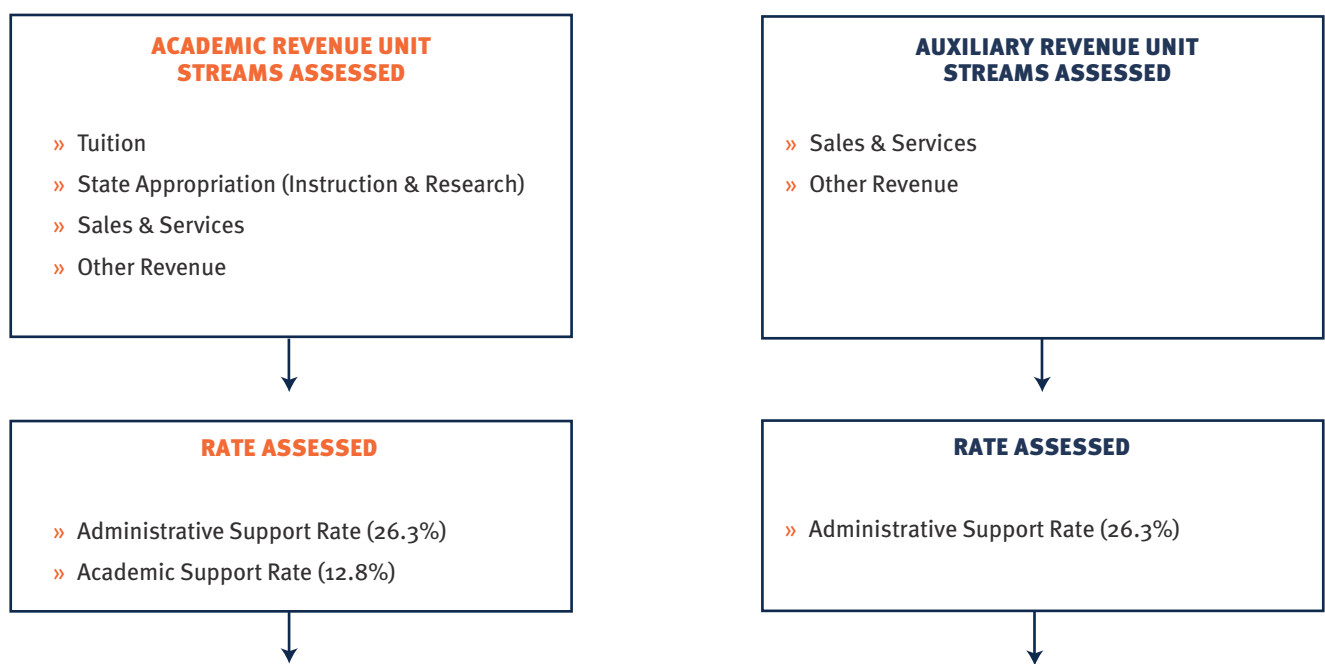 ACADEMIC REVENUE UNIT
STREAMS ASSESSED
» Tuition
» State Appropriation (Instruction & Research)
» Sales & Services
» Other Revenue
AUXILIARY REVENUE UNIT
STREAMS ASSESSED
» Sales & Services
» Other Revenue
RATE ASSESSED
» Administrative Support Rate (26.3%)
» Academic Support Rate (12.8%)
RATE ASSESSED
» Administrative Support Rate (26.3%)